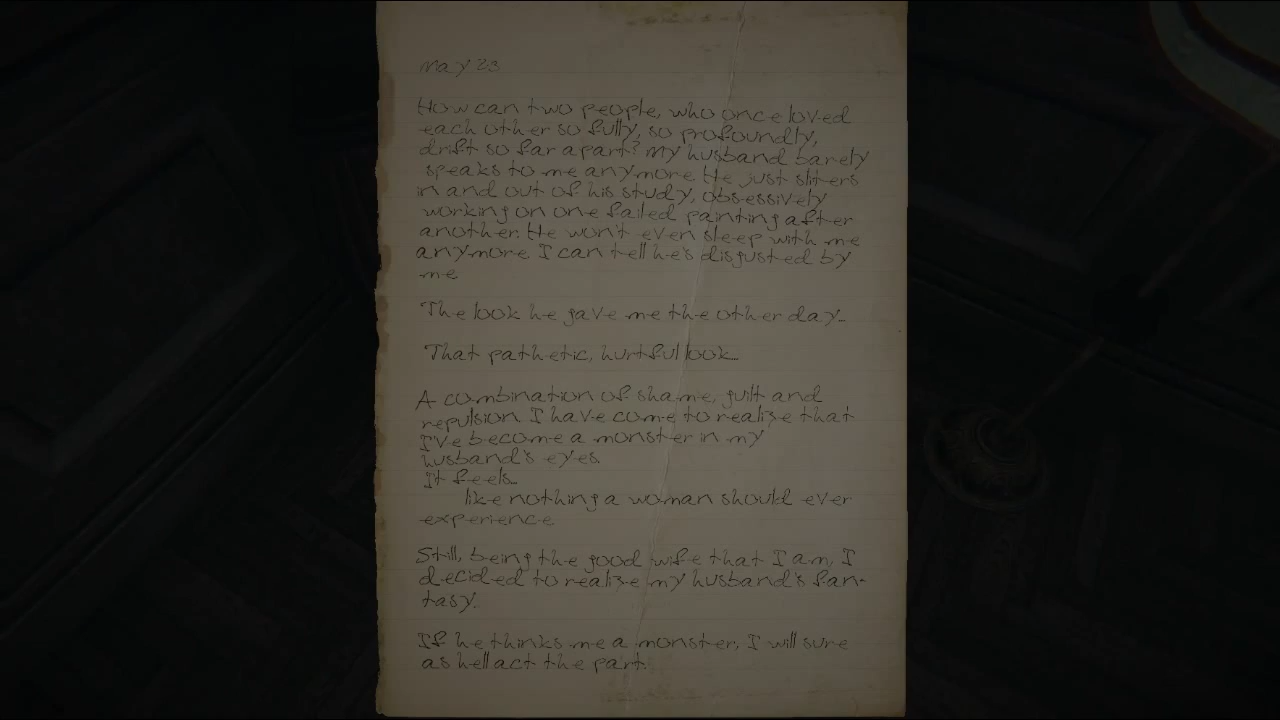 May 23
How can two people, who once loved
each other so fully, so profoundly,
drift so far apart? My husband barely
speaks to me anymore. He just slithers
in and out of his study, obsessively
working on one failed painting after
another. He won't even sleep with me
anymore. I can tell he's disgusted by
me.
The look he gave me the other day...
That pathetic, hurtful look...
A combination of shame, guilt and
repulsion. I have come to realize that
I've become a monster in my
husband's eyes.
It feels...
like nothing a woman should ever
experience.
Still, being the good wife that I am, I
decided to realize my husband's fan-
tasy.
If he thinks me a monster, I will sure
as hell act the part.